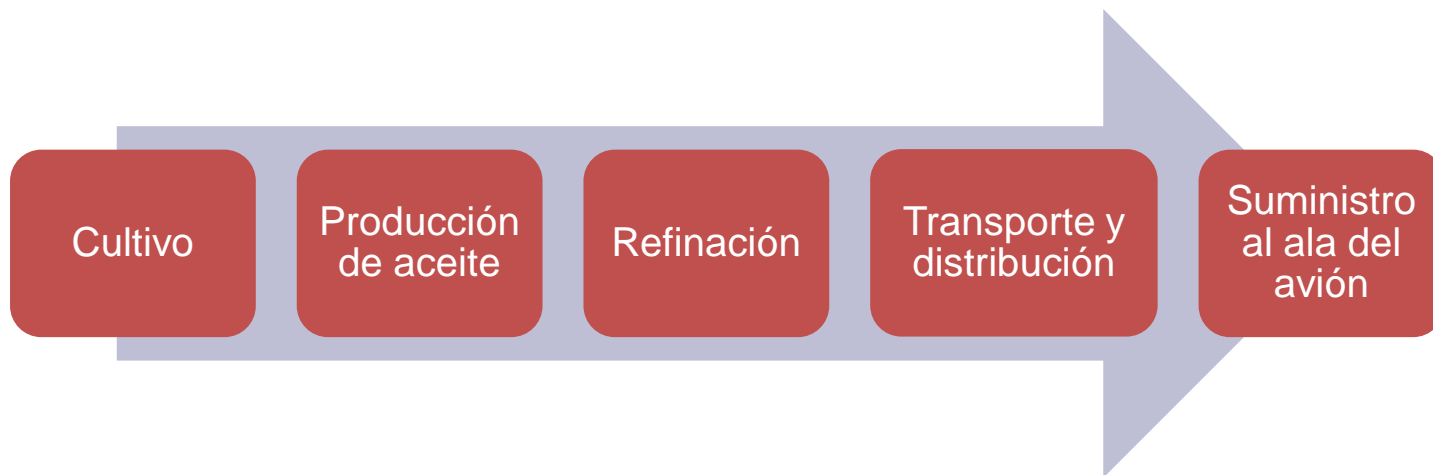 Cultivo
Producción
de aceite
Refinación
Transporte y
distribución
Suministro
al ala del
avión